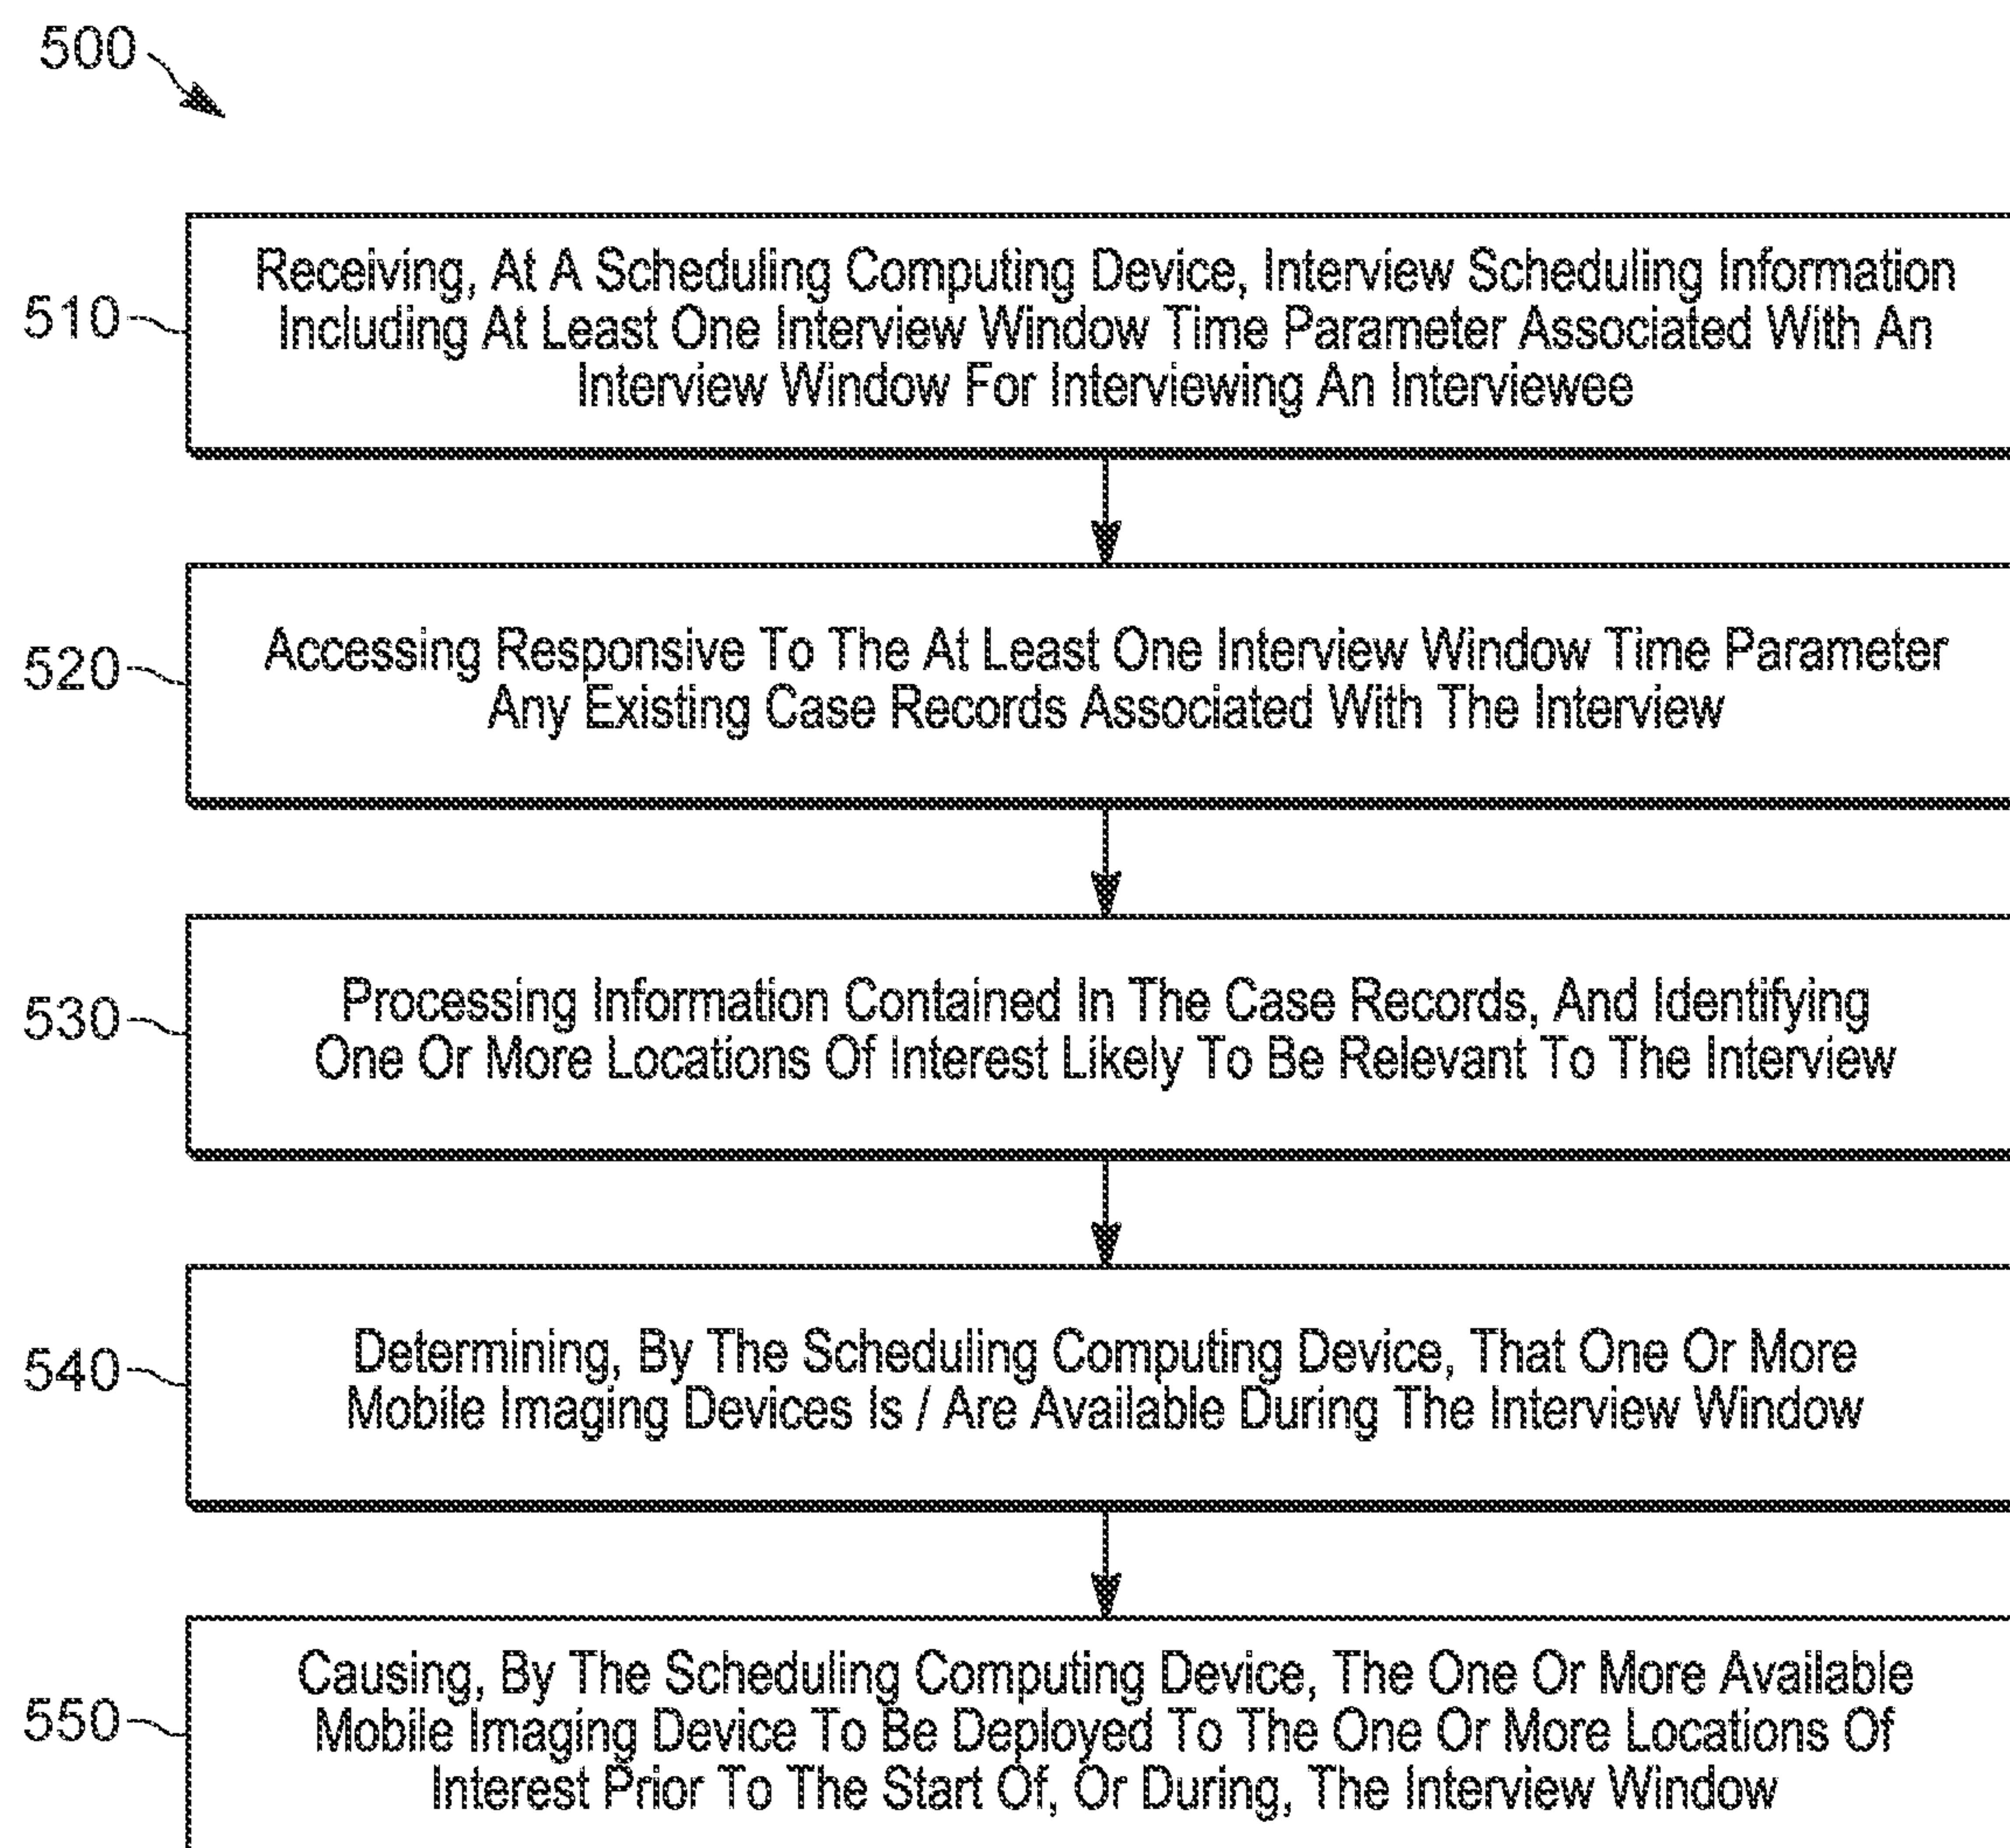 500
510
Receiving, At A Scheduling Computing Device, Interview Scheduling Information
Including At Least One Interview Window Time Parameter Associated With An
Interview Window For Interviewing An Interviewee
520
Accessing Responsive To The At Least One Interview Window Time Parameter
Any Existing Case Records Associated With The Interview
530
Processing Information Contained In The Case Records, And Identifying
One Or More Locations Of Interest Likely To Be Relevant To The Interview
540
Determining, By The Scheduling Computing Device, That One Or More
Mobile Imaging Devices Is / Are Available During The Interview Window
550
Causing, By The Scheduling Computing Device, The One Or More Available
Mobile Imaging Device To Be Deployed To The One Or More Locations Of
Interest Prior To The Start Of, Or During, The Interview Window